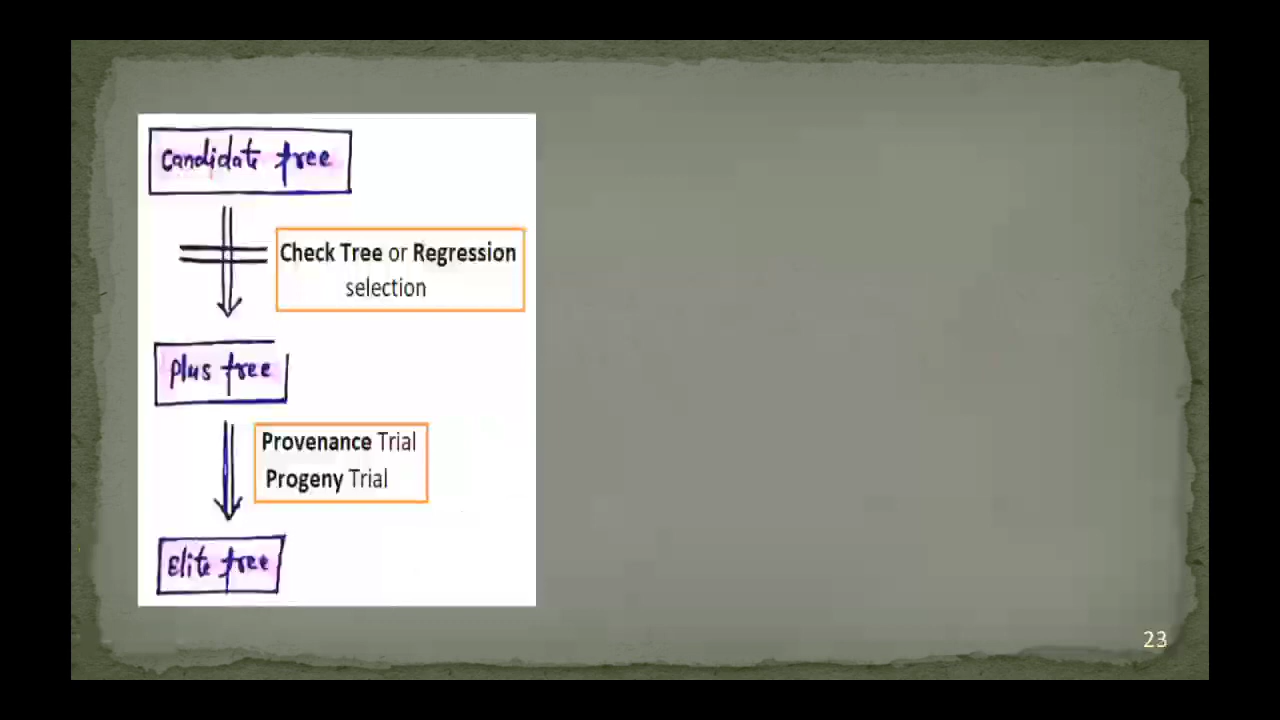 Candidate tree
Check Tree or Regression
selection
Plus tree
Provenance Trial
Progeny Trial
Elite tree
23